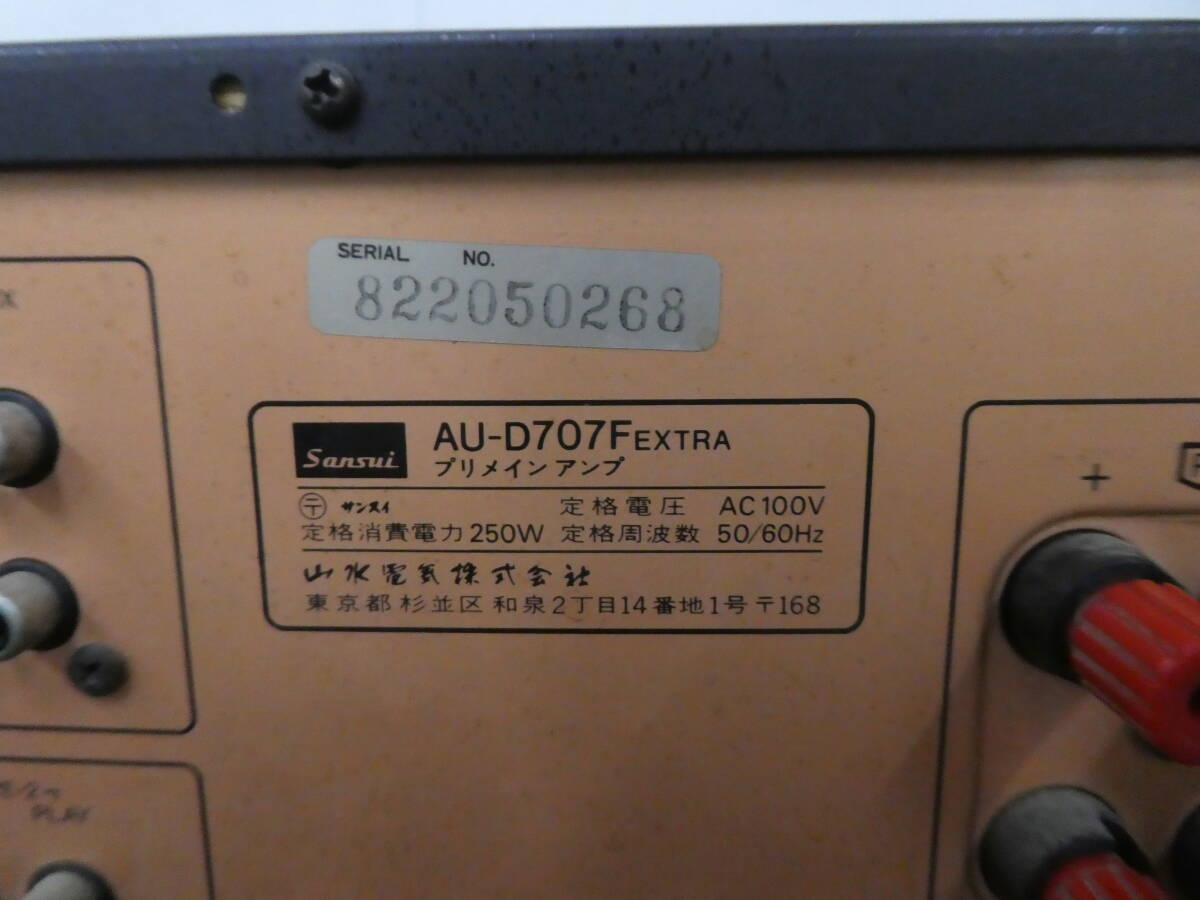 SERIAL NO.
822050268
Sansui
AU-D707F EXTRA
プリメインアンプ
〒 サンスイ 定格電圧 AC 100V
定格消費電力 250W 定格周波数 50/60Hz
山水電気株式会社
東京都杉並区和泉2丁目14番地1号 〒168
+
PLAY